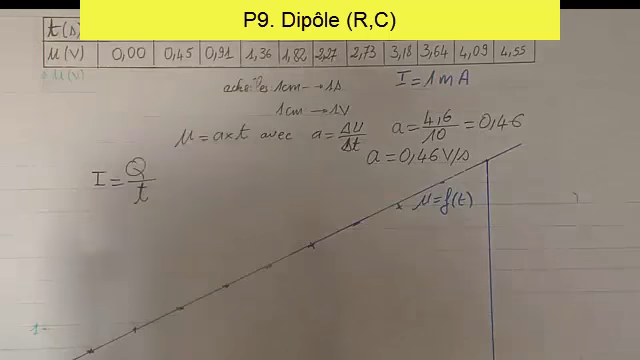 P9. Dipôle (R,C)
t(s)
u(V) 0,00 0,45 0,91 1,36 1,82 2,27 2,73 3,18 3,64 4,09 4,55
u(V)
1cm → 1s I = 1mA
1cm → 1V
u = a×t avec a = ΔU/Δt a = 4,6/10 = 0,46
a = 0,46 V/s
I = Q/t
u = f(t)
1